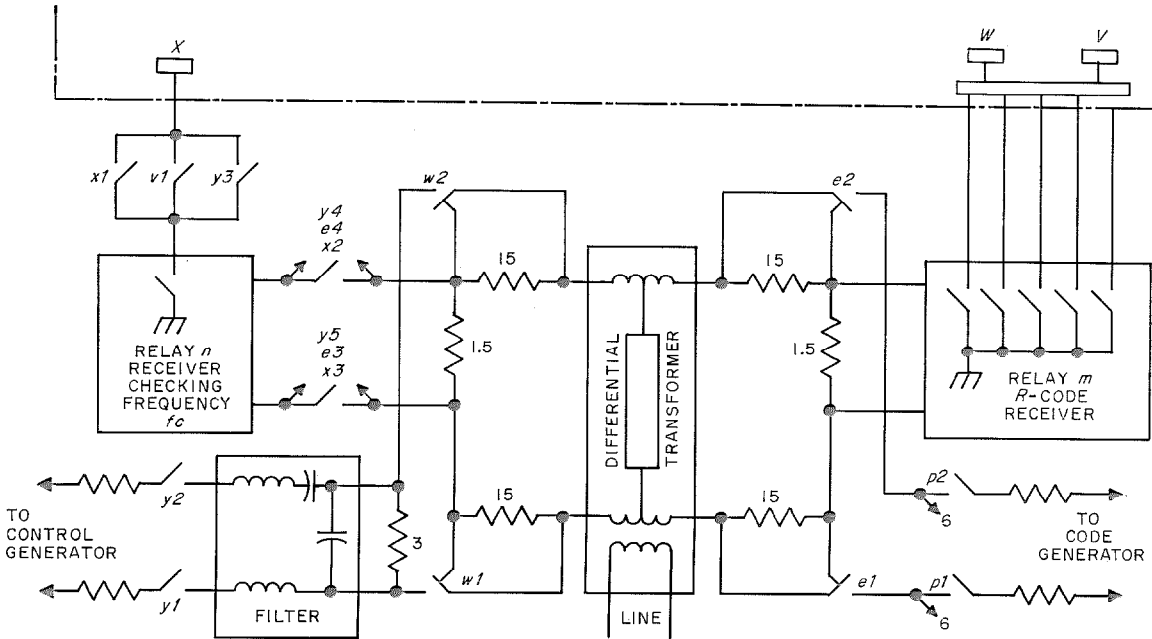 X
W
V
x1
v1
y3
w2
e2
y4
e4
x2
15
15
1.5
1.5
y5
e3
x3
RELAY n
RECEIVER
CHECKING
FREQUENCY
fc
DIFFERENTIAL
TRANSFORMER
RELAY m
R-CODE
RECEIVER
y2
15
15
p2
6
TO
CONTROL
GENERATOR
3
TO
CODE
GENERATOR
y1
w1
e1
p1
6
FILTER
LINE